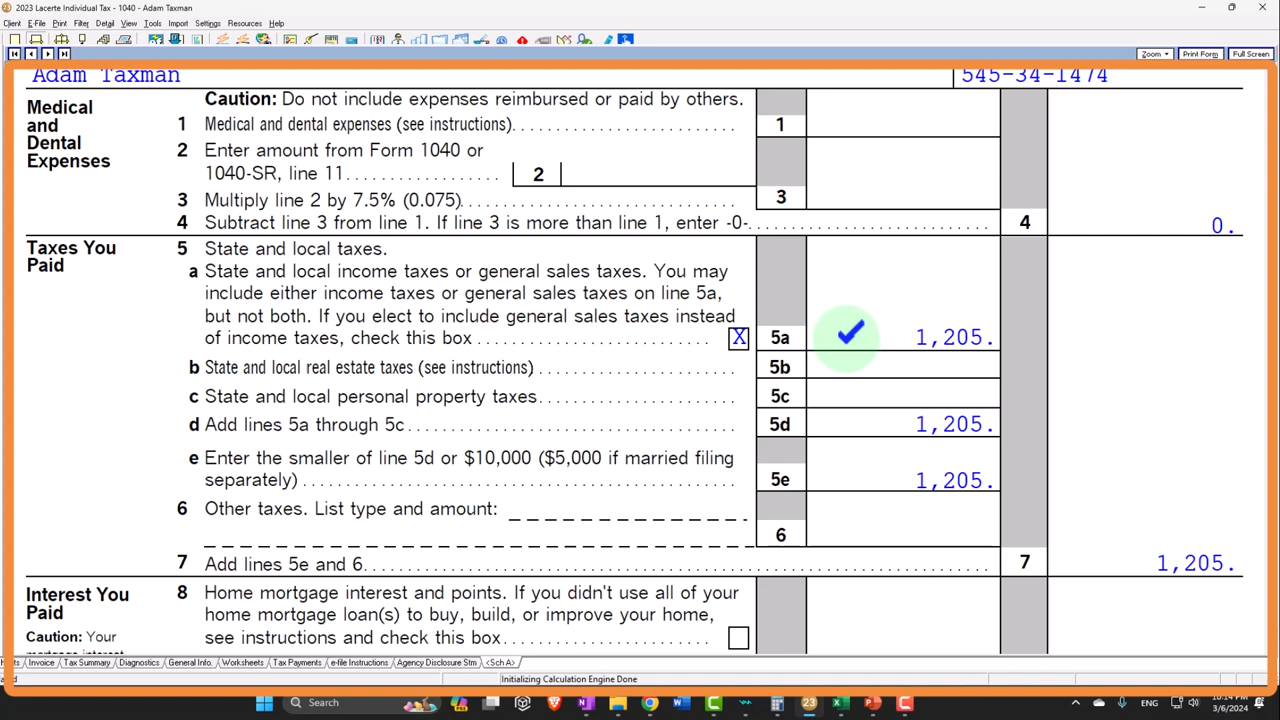 2023 Lacerte Individual Tax - 1040 - Adam Taxman
Client E-File Print Filter Detail View Tools Imports Settings Resources Help
Zoom Print Form Full Screen
Adam Taxman 545-34-1474
Medical and Dental Expenses
Caution: Do not include expenses reimbursed or paid by others.
1 Medical and dental expenses (see instructions) 1
2 Enter amount from Form 1040 or
1040-SR, line 11 2
3 Multiply line 2 by 7.5% (0.075) 3
4 Subtract line 3 from line 1. If line 3 is more than line 1, enter -0- 4 0.
Taxes You Paid
5 State and local taxes.
a State and local income taxes or general sales taxes. You may
include either income taxes or general sales taxes on line 5a,
but not both. If you elect to include general sales taxes instead
of income taxes, check this box X 5a 1,205.
b State and local real estate taxes (see instructions) 5b
c State and local personal property taxes 5c
d Add lines 5a through 5c 5d 1,205.
e Enter the smaller of line 5d or $10,000 ($5,000 if married filing
separately) 5e 1,205.
6 Other taxes. List type and amount:
6
7 Add lines 5e and 6 7 1,205.
Interest You Paid
8 Home mortgage interest and points. If you didn't use all of your
home mortgage loan(s) to buy, build, or improve your home,
see instructions and check this box
Caution: Your
Invoice Tax Summary Diagnostics General Info. Worksheets Tax Payments e-file Instructions Agency Disclosure Stm <Sch A>
Initializing Calculation Engine Done
Search
10:14 PM
3/6/2024